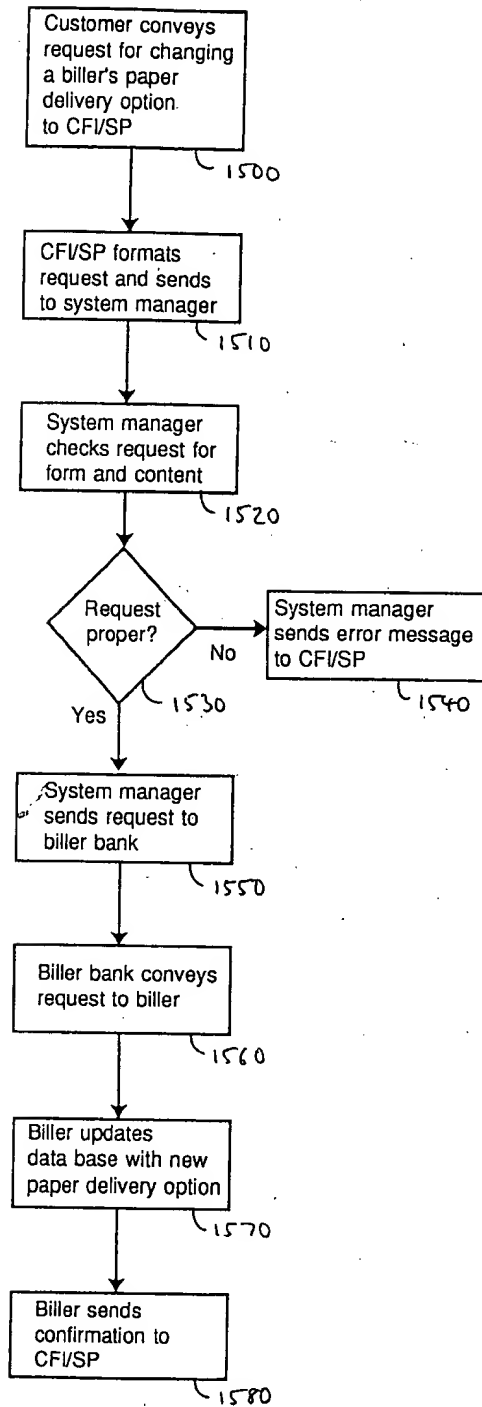 Customer conveys
request for changing
a biller's paper
delivery option
to CFI/SP
1500
CFI/SP formats
request and sends
to system manager
1510
System manager
checks request for
form and content
1520
Request
proper?
No
Yes
1530
System manager
sends error message
to CFI/SP
1540
System manager
sends request to
biller bank
1550
Biller bank conveys
request to biller
1560
Biller updates
data base with new
paper delivery option
1570
Biller sends
confirmation to
CFI/SP
1580